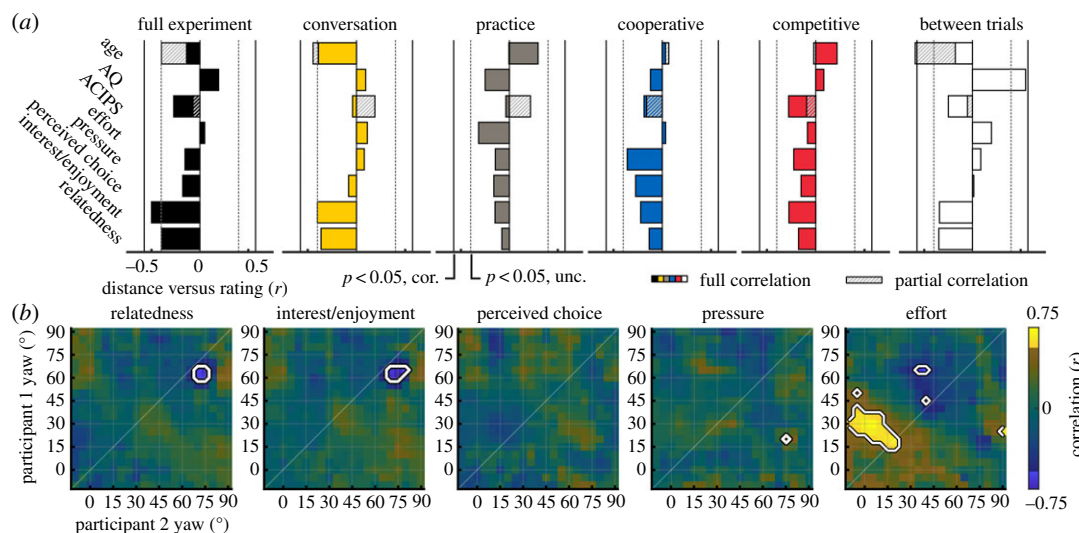 (a) full experiment conversation practice cooperative competitive between trials
age
AQ
ACIPS
effort
pressure
perceived choice
interest/enjoyment
relatedness
–0.5 0 0.5
p < 0.05, cor. p < 0.05, unc. full correlation partial correlation
distance versus rating (r)
(b) relatedness interest/enjoyment perceived choice pressure effort
0.75
0
–0.75
correlation (r)
participant 1 yaw (°)
90
75
60
45
30
15
0
0 15 30 45 60 75 90 0 15 30 45 60 75 90 0 15 30 45 60 75 90 0 15 30 45 60 75 90 0 15 30 45 60 75 90
participant 2 yaw (°)